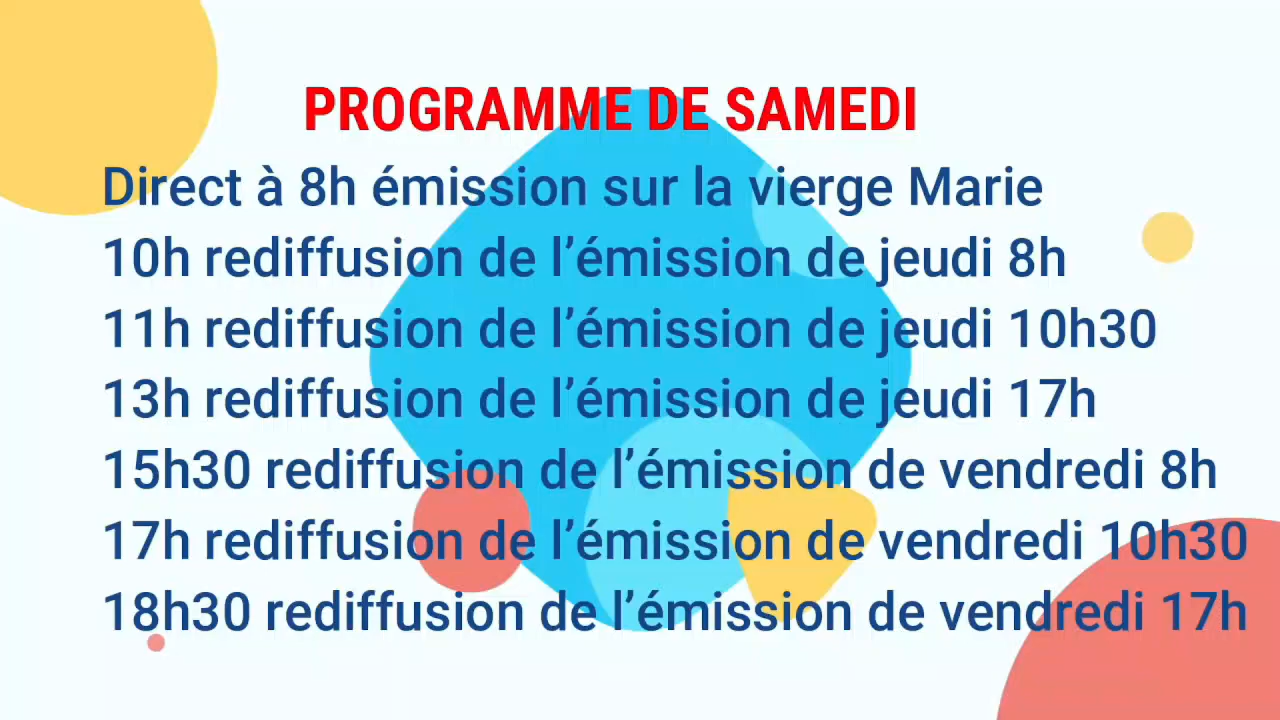 PROGRAMME DE SAMEDI
Direct à 8h émission sur la vierge Marie
10h rediffusion de l’émission de jeudi 8h
11h rediffusion de l’émission de jeudi 10h30
13h rediffusion de l’émission de jeudi 17h
15h30 rediffusion de l’émission de vendredi 8h
17h rediffusion de l’émission de vendredi 10h30
18h30 rediffusion de l’émission de vendredi 17h